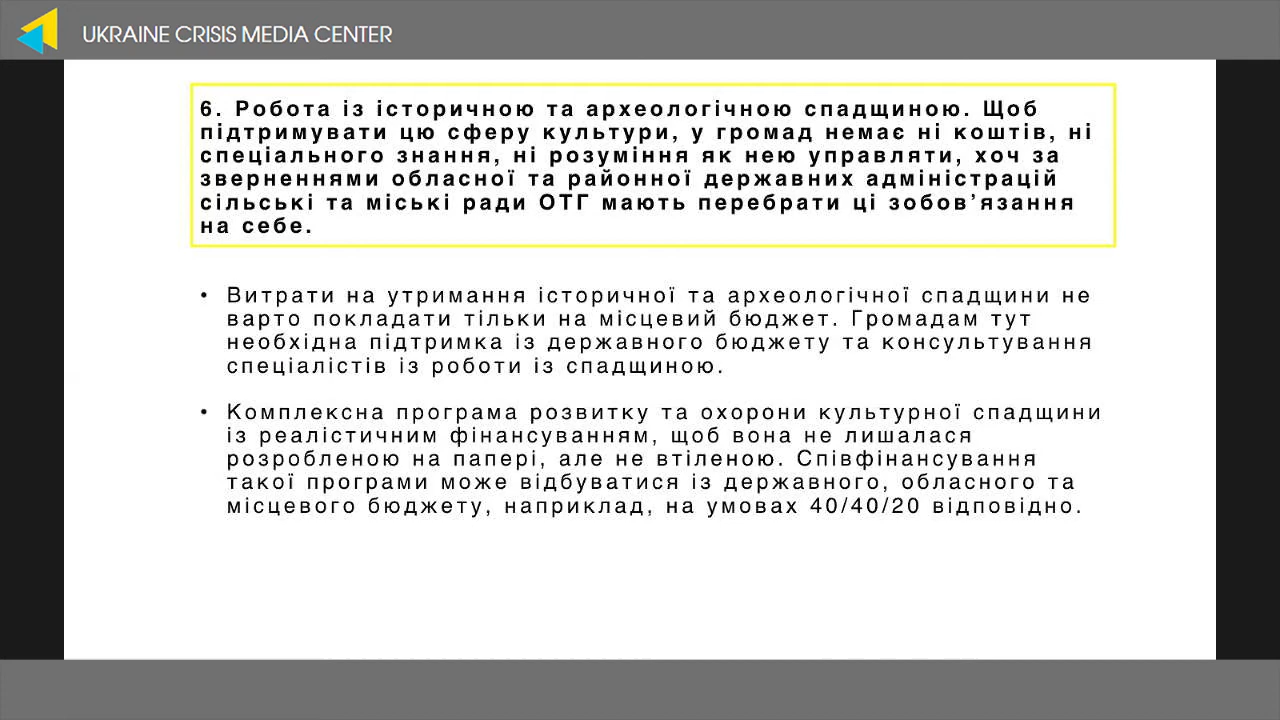 UKRAINE CRISIS MEDIA CENTER
6. Робота із історичною та археологічною спадщиною. Щоб
підтримувати цю сферу культури, у громад немає ні коштів, ні
спеціального знання, ні розуміння як нею управляти, хоч за
зверненнями обласної та районної державних адміністрацій
сільські та міські ради ОТГ мають перебрати ці зобов’язання
на себе.
• Витрати на утримання історичної та археологічної спадщини не
варто покладати тільки на місцевий бюджет. Громадам тут
необхідна підтримка із державного бюджету та консультування
спеціалістів із роботи із спадщиною.
• Комплексна програма розвитку та охорони культурної спадщини
із реалістичним фінансуванням, щоб вона не лишалася
розробленою на папері, але не втіленою. Співфінансування
такої програми може відбуватися із державного, обласного та
місцевого бюджету, наприклад, на умовах 40/40/20 відповідно.